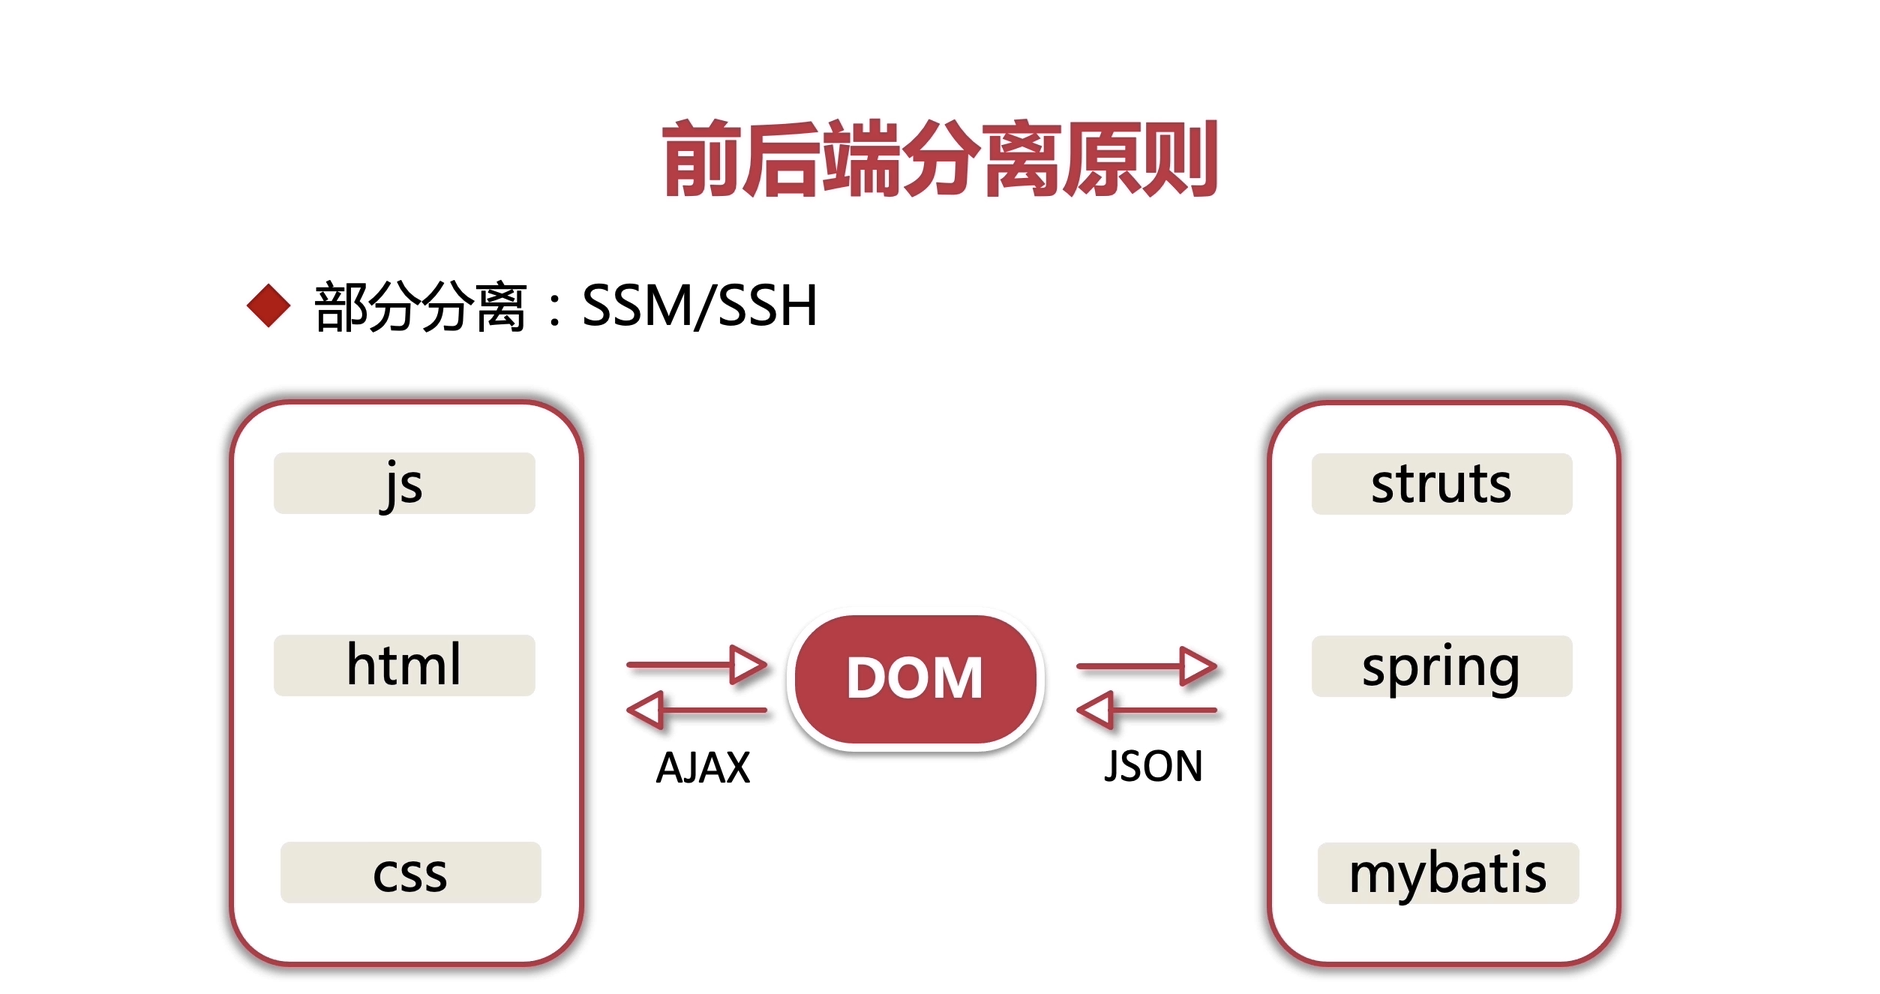 前后端分离原则
部分分离：SSM/SSH
js
html
css
AJAX
DOM
JSON
struts
spring
mybatis